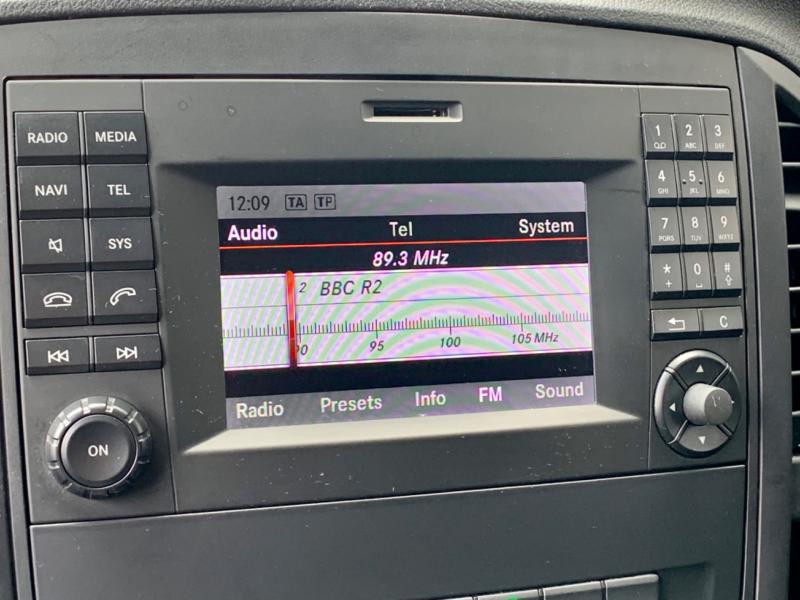 RADIO MEDIA
NAVI TEL
SYS
ON
12:09 TA TP
Audio Tel System
89.3 MHz
2 BBC R2
90 95 100 105 MHz
Radio Presets Info FM Sound
1 2 ABC 3 DEF
4 GHI 5 JKL 6 MNO
7 PQRS 8 TUV 9 WXYZ
* + 0 #
C